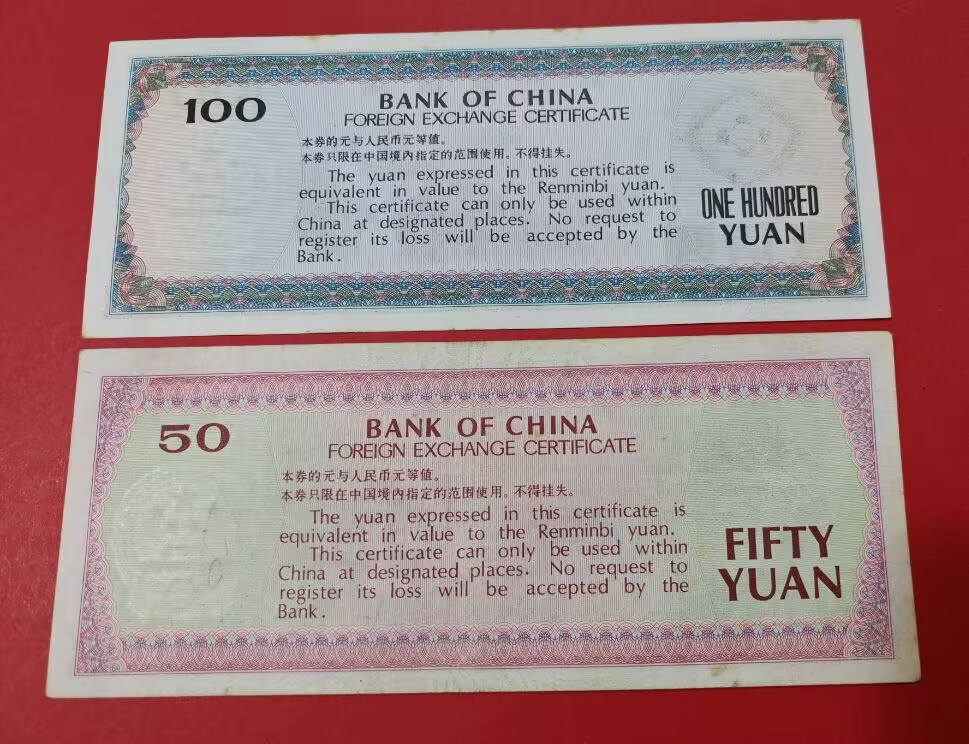 100
BANK OF CHINA
FOREIGN EXCHANGE CERTIFICATE
本券的元与人民币元等值。
本券只限在中国境内指定的范围使用。不得挂失。
The yuan expressed in this certificate is
equivalent in value to the Renminbi yuan.
This certificate can only be used within
China at designated places. No request to
register its loss will be accepted by the
Bank.
ONE HUNDRED
YUAN
50
BANK OF CHINA
FOREIGN EXCHANGE CERTIFICATE
本券的元与人民币元等值。
本券只限在中国境内指定的范围使用。不得挂失。
The yuan expressed in this certificate is
equivalent in value to the Renminbi yuan.
This certificate can only be used within
China at designated places. No request to
register its loss will be accepted by the
Bank.
FIFTY
YUAN